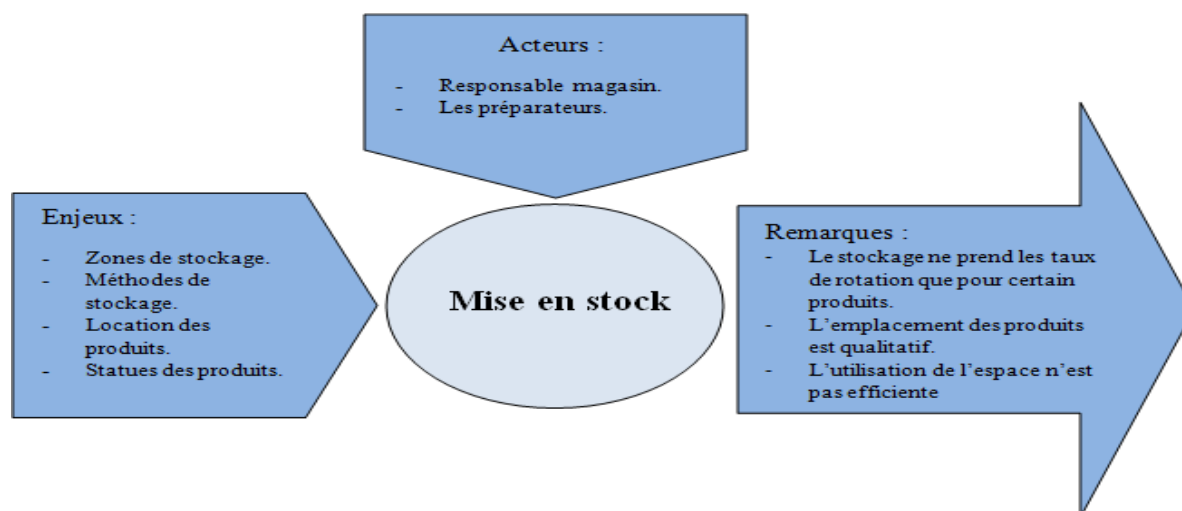 Acteurs :
- Responsable magasin.
- Les préparateurs.
Enjeux :
- Zones de stockage.
- Méthodes de
stockage.
- Location des
produits.
- Statues des produits.
Mise en stock
Remarques :
- Le stockage ne prend les taux
de rotation que pour certain
produits.
- L’emplacement des produits
est qualitatif.
- L’utilisation de l’espace n’est
pas efficiente